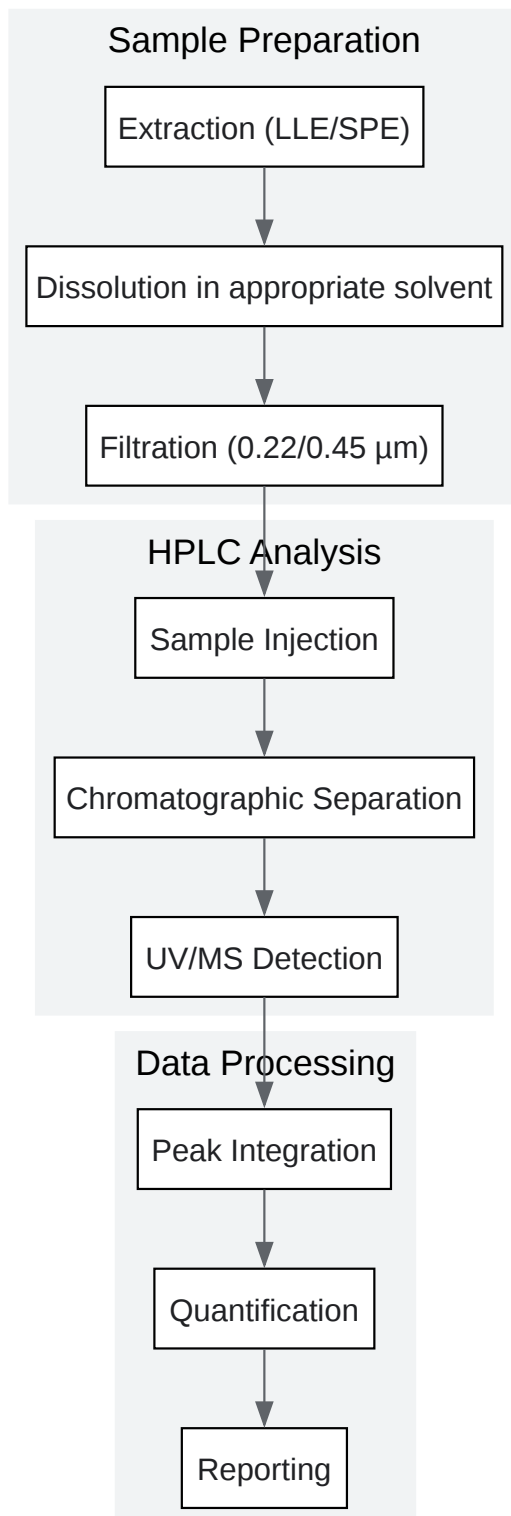 Sample Preparation
Extraction (LLE/SPE)
Dissolution in appropriate solvent
Filtration (0.22/0.45 µm)
HPLC Analysis
Sample Injection
Chromatographic Separation
UV/MS Detection
Data Processing
Peak Integration
Quantification
Reporting